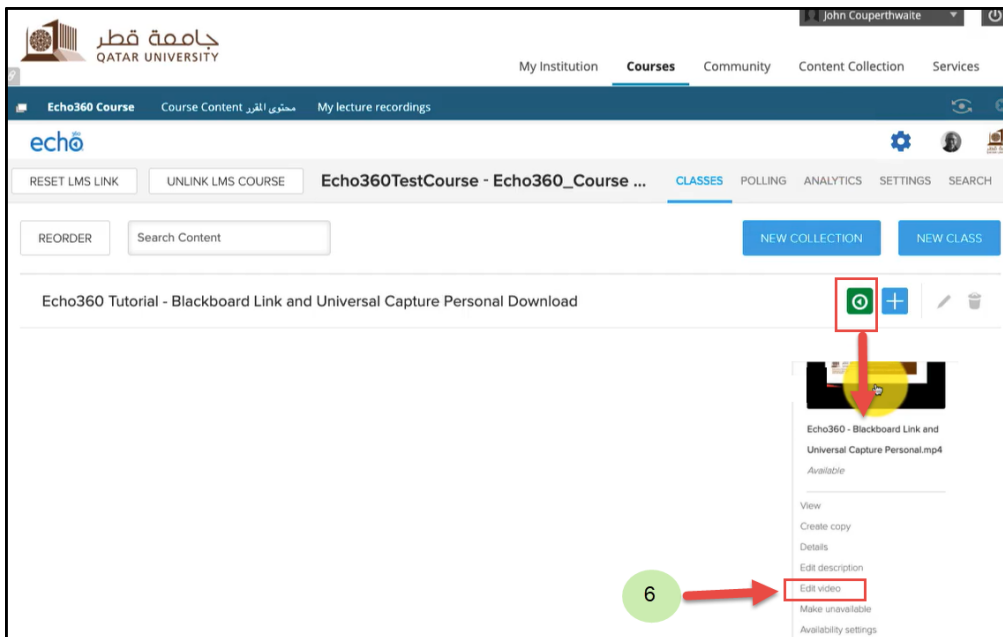 John Couperthwaite
جامعة قطر
QATAR UNIVERSITY
My Institution Courses Community Content Collection Services
Echo360 Course Course Content محتوى المقرر My lecture recordings
echo
RESET LMS LINK UNLINK LMS COURSE Echo360TestCourse - Echo360_Course ... CLASSES POLLING ANALYTICS SETTINGS SEARCH
REORDER Search Content NEW COLLECTION NEW CLASS
Echo360 Tutorial - Blackboard Link and Universal Capture Personal Download
Echo360 - Blackboard Link and
Universal Capture Personal.mp4
Available
View
Create copy
Details
Edit description
6 Edit video
Make unavailable
Availability settings